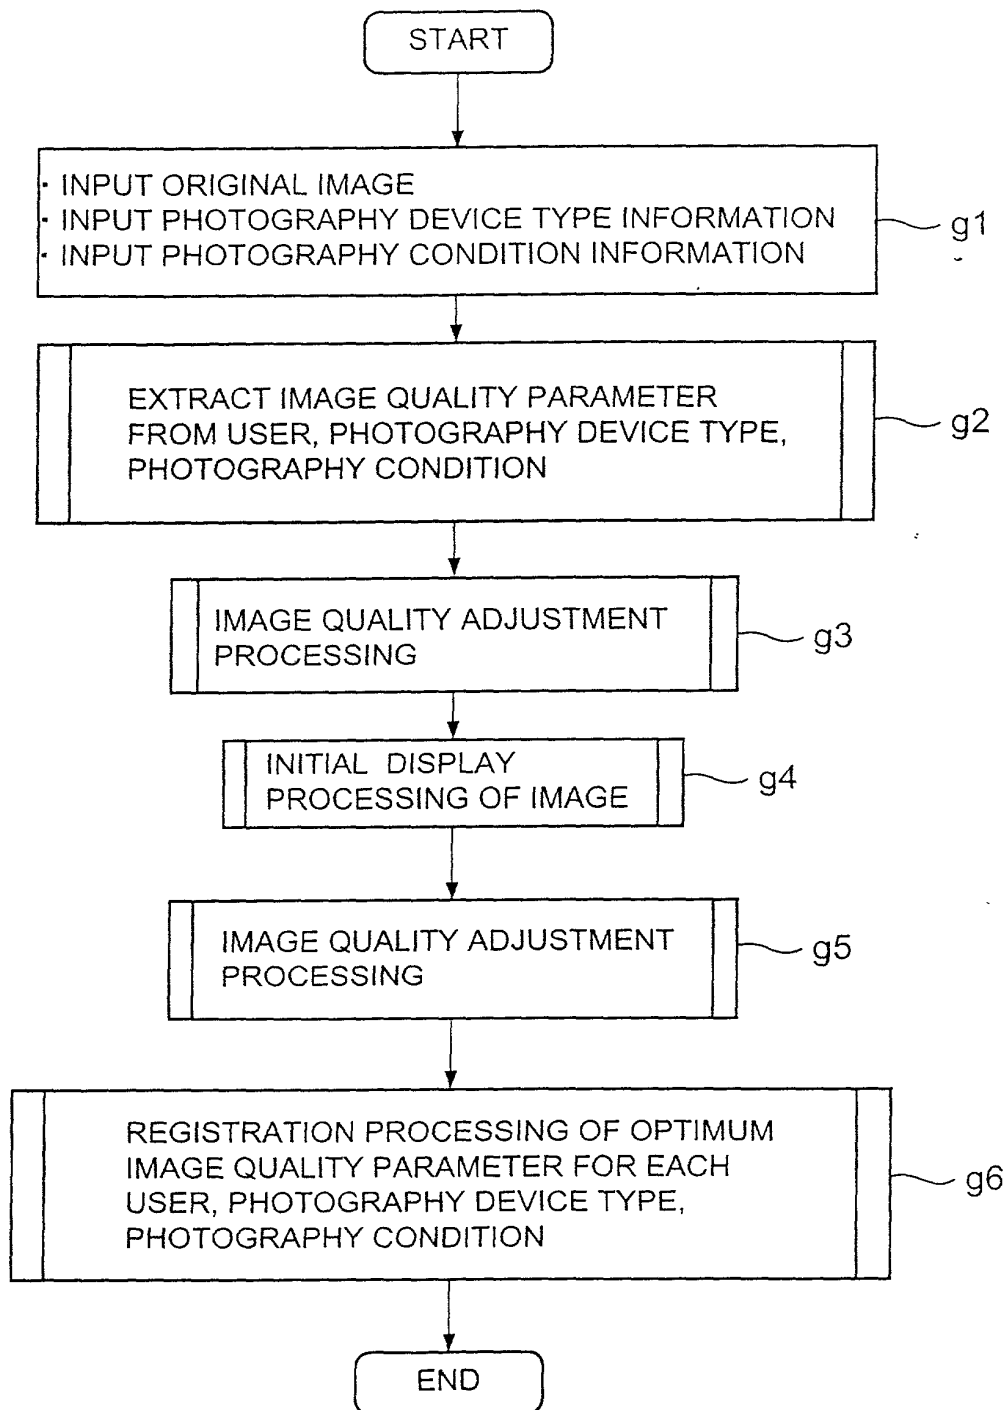 START
· INPUT ORIGINAL IMAGE
· INPUT PHOTOGRAPHY DEVICE TYPE INFORMATION
· INPUT PHOTOGRAPHY CONDITION INFORMATION
g1
EXTRACT IMAGE QUALITY PARAMETER
FROM USER, PHOTOGRAPHY DEVICE TYPE,
PHOTOGRAPHY CONDITION
g2
IMAGE QUALITY ADJUSTMENT
PROCESSING
g3
INITIAL DISPLAY
PROCESSING OF IMAGE
g4
IMAGE QUALITY ADJUSTMENT
PROCESSING
g5
REGISTRATION PROCESSING OF OPTIMUM
IMAGE QUALITY PARAMETER FOR EACH
USER, PHOTOGRAPHY DEVICE TYPE,
PHOTOGRAPHY CONDITION
g6
END